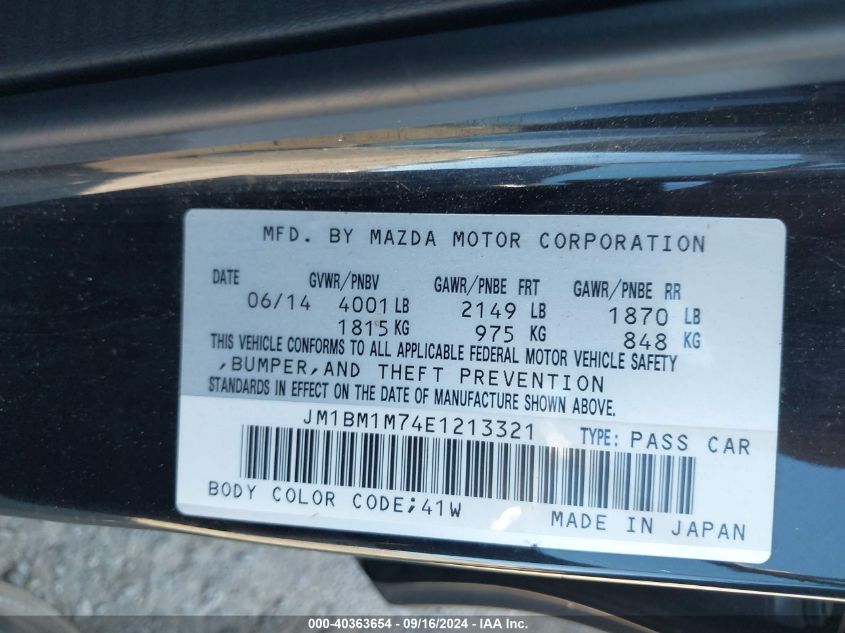 MFD. BY MAZDA MOTOR CORPORATION
DATE GVWR/PNBV GAWR/PNBE FRT GAWR/PNBE RR
06/14 4001 LB 2149 LB 1870 LB
1815 KG 975 KG 848 KG
THIS VEHICLE CONFORMS TO ALL APPLICABLE FEDERAL MOTOR VEHICLE SAFETY
,BUMPER,AND THEFT PREVENTION
STANDARDS IN EFFECT ON THE DATE OF MANUFACTURE SHOWN ABOVE.
JM1BM1M74E1213321 TYPE: PASS CAR
BODY COLOR CODE;41W
MADE IN JAPAN
000-40363654 - 09/16/2024 - IAA Inc.